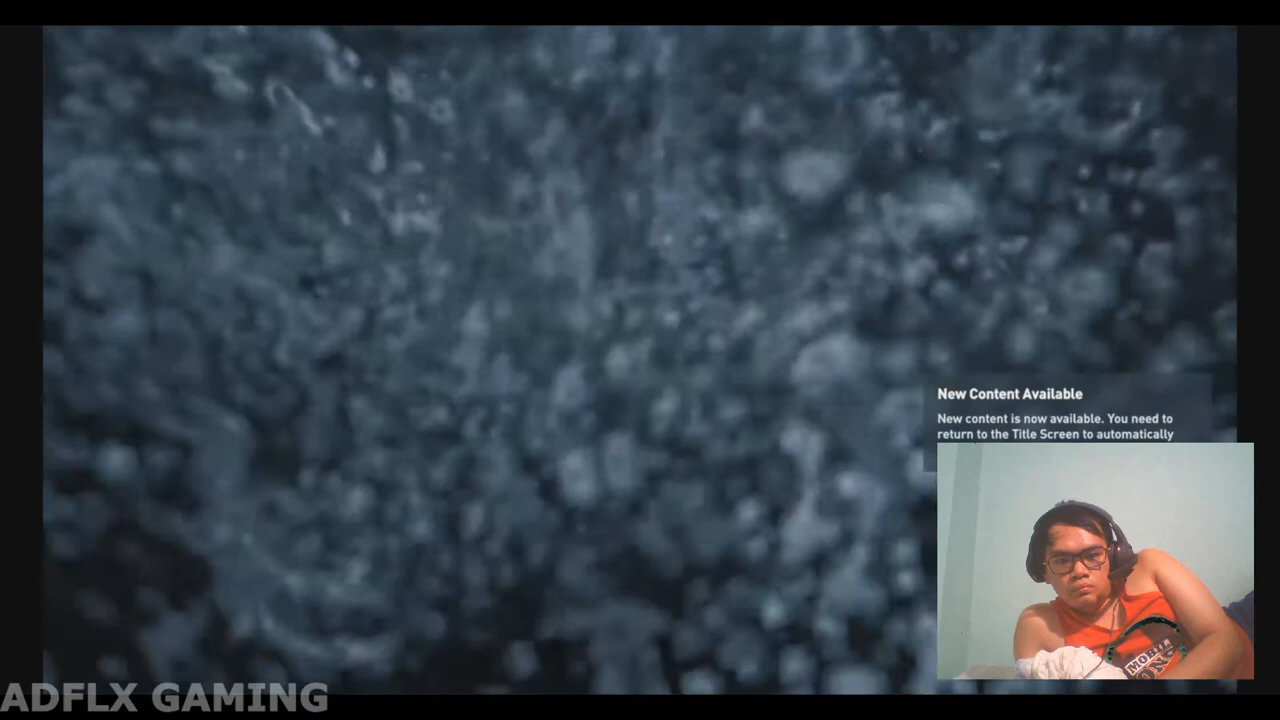 New Content Available
New content is now available. You need to
return to the Title Screen to automatically
ADFLX GAMING